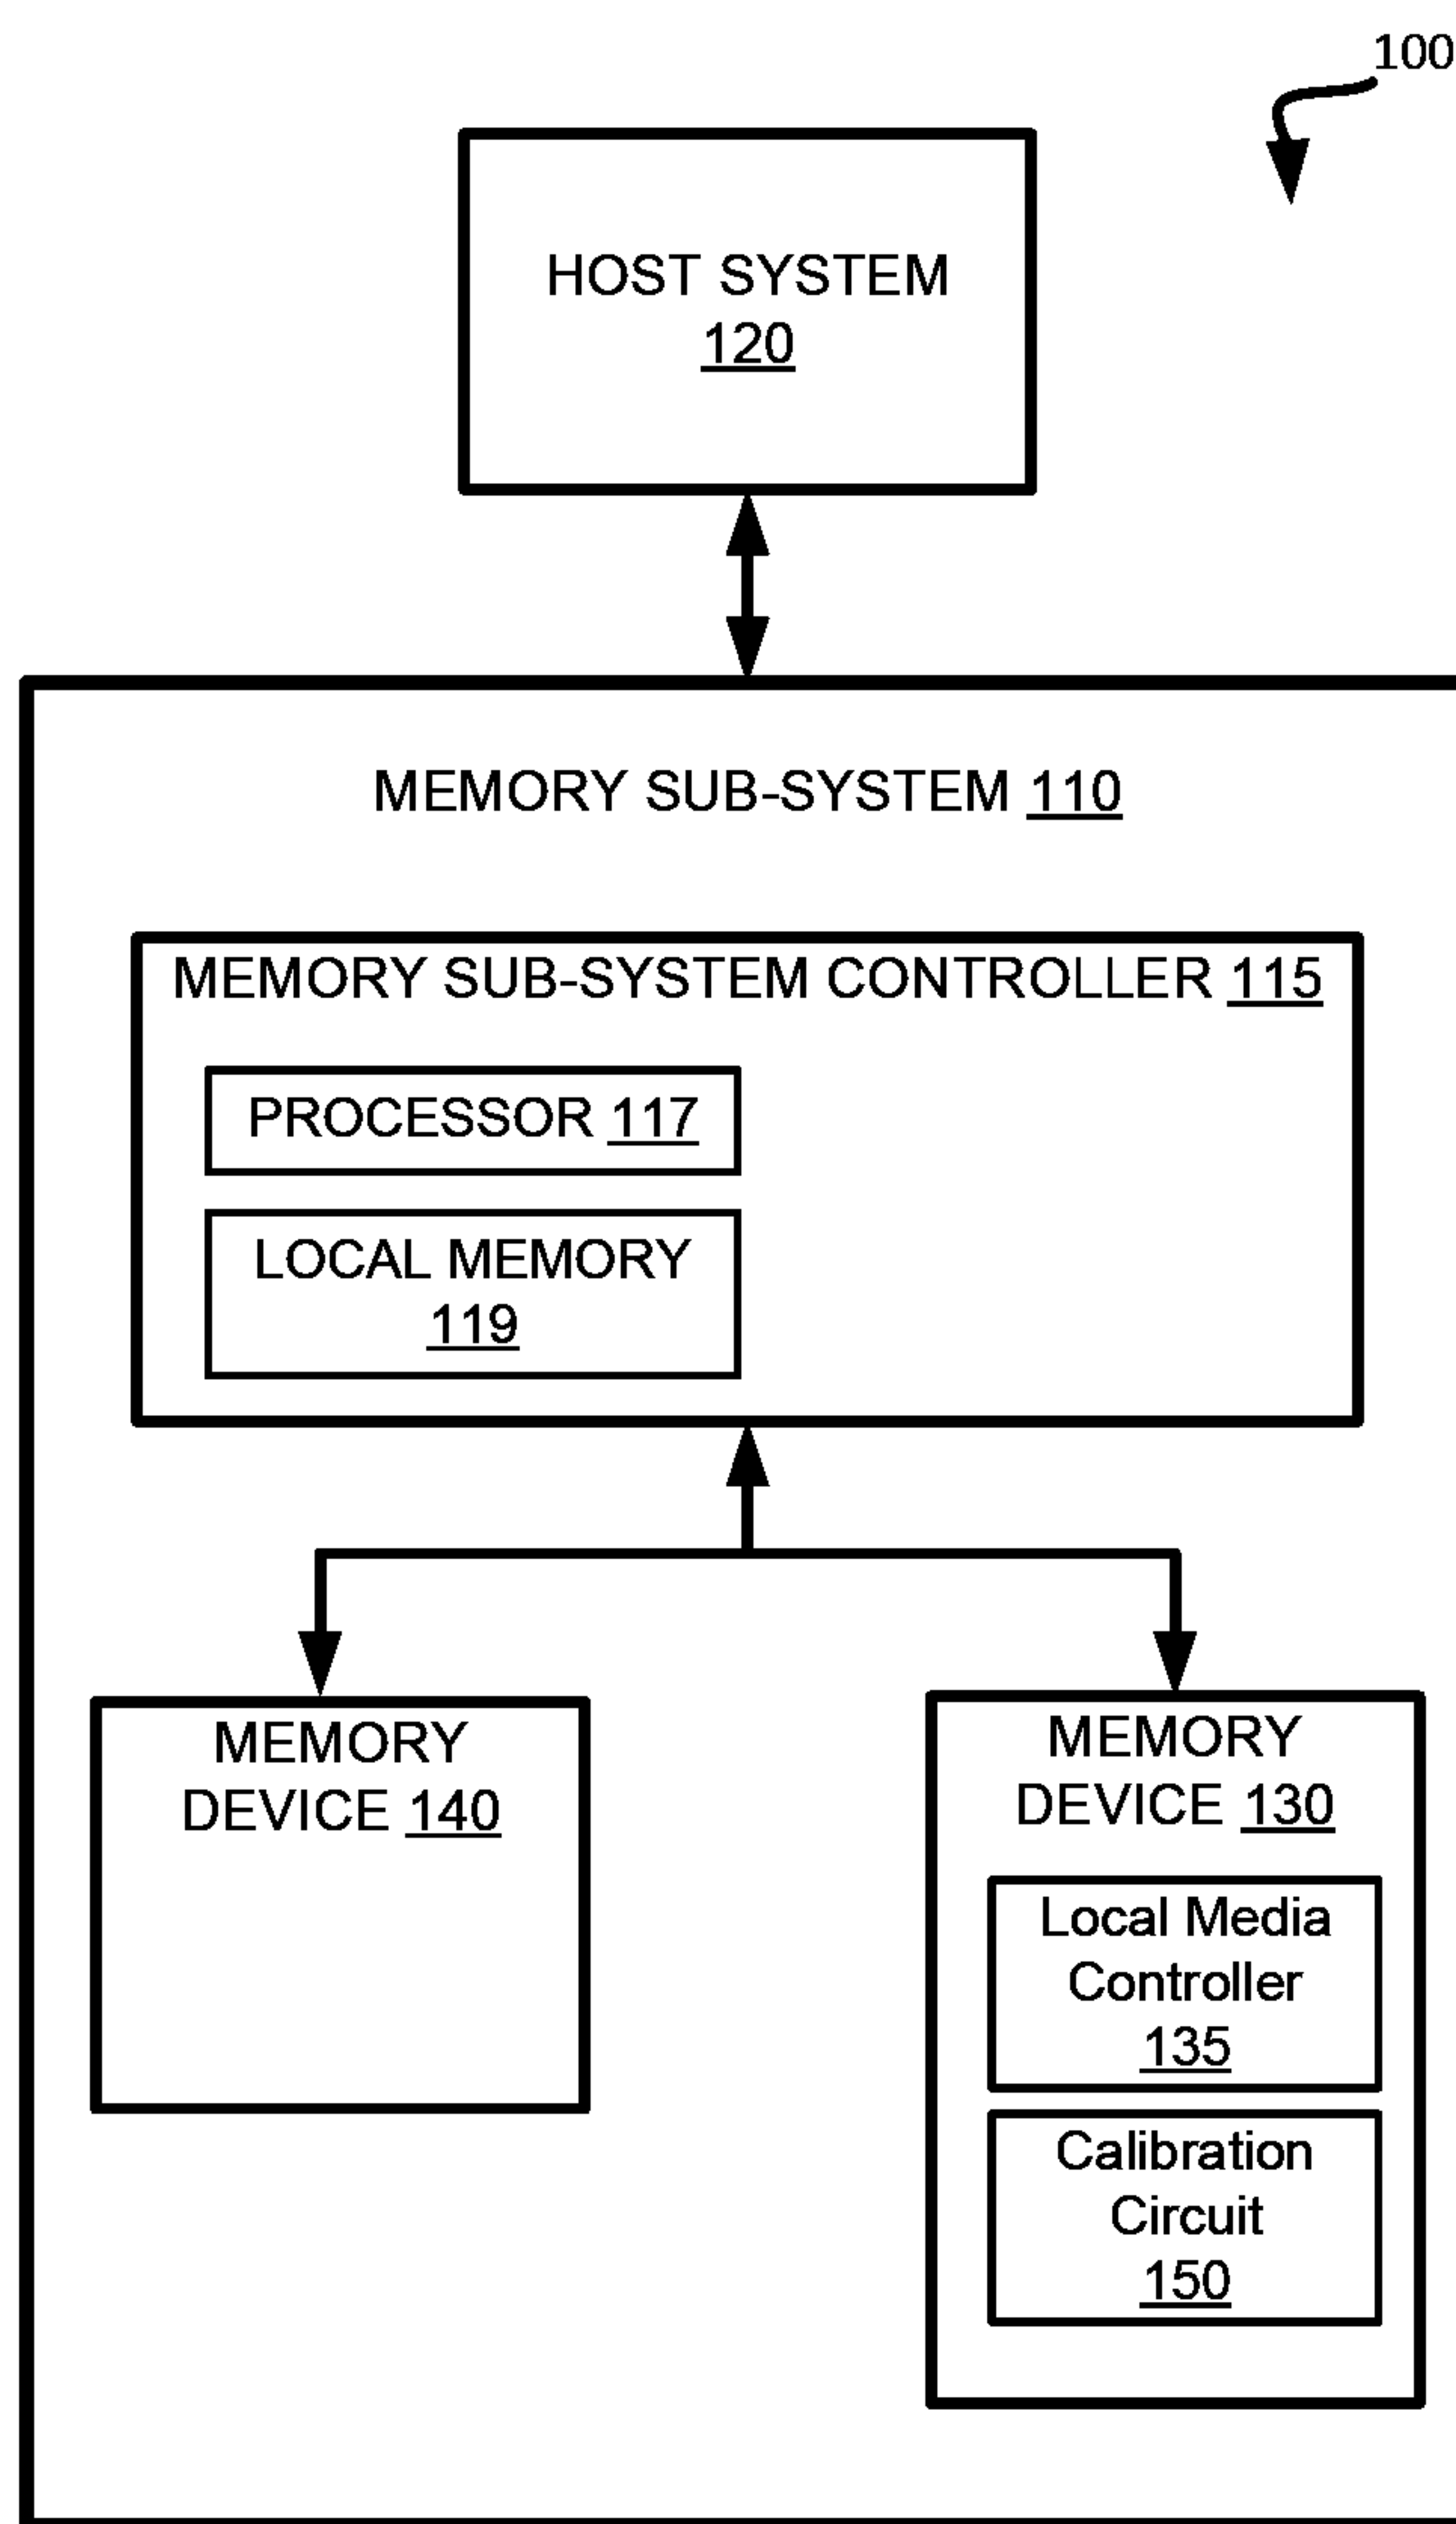 100
HOST SYSTEM
120
MEMORY SUB-SYSTEM 110
MEMORY SUB-SYSTEM CONTROLLER 115
PROCESSOR 117
LOCAL MEMORY
119
MEMORY
DEVICE 140
MEMORY
DEVICE 130
Local Media
Controller
135
Calibration
Circuit
150